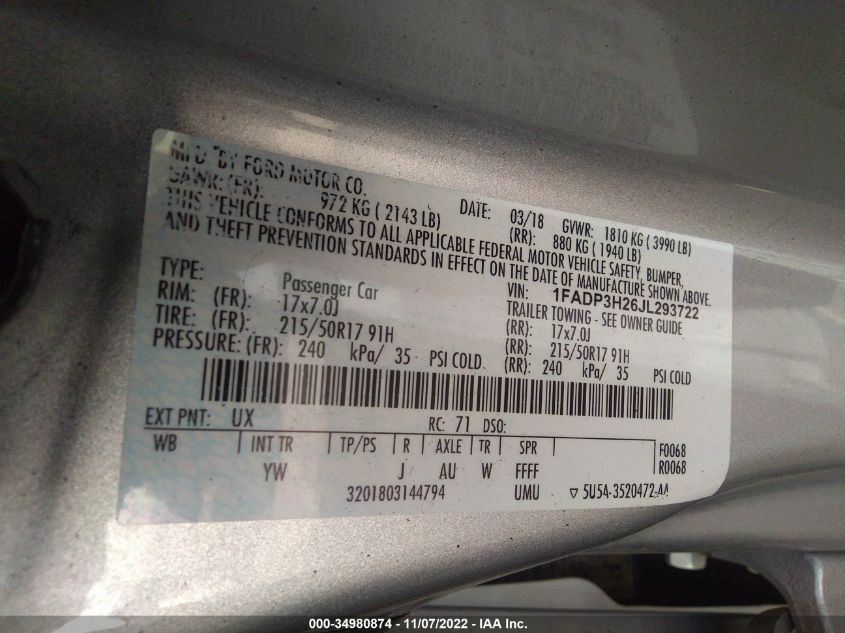 MFD BY FORD MOTOR CO.
DATE: 03/18 GVWR: 1810 KG ( 3990 LB)
GAWR: (FR): 972 KG ( 2143 LB) (RR): 880 KG ( 1940 LB)
THIS VEHICLE CONFORMS TO ALL APPLICABLE FEDERAL MOTOR VEHICLE SAFETY, BUMPER,
AND THEFT PREVENTION STANDARDS IN EFFECT ON THE DATE OF MANUFACTURE SHOWN ABOVE.
VIN: 1FADP3H26JL293722
TYPE: Passenger Car TRAILER TOWING - SEE OWNER GUIDE
RIM: (FR): 17x7.0J (RR): 17x7.0J
TIRE: (FR): 215/50R17 91H (RR): 215/50R17 91H
PRESSURE: (FR): 240 kPa/ 35 PSI COLD (RR): 240 kPa/ 35 PSI COLD
EXT PNT: UX RC: 71 DSO:
WB INT TR TP/PS R AXLE TR SPR F0068
YW J AU W FFFF R0068
3201803144794 UMU ▽ 5U5A-3520472-AA
000-34980874 — 11/07/2022 — IAA Inc.